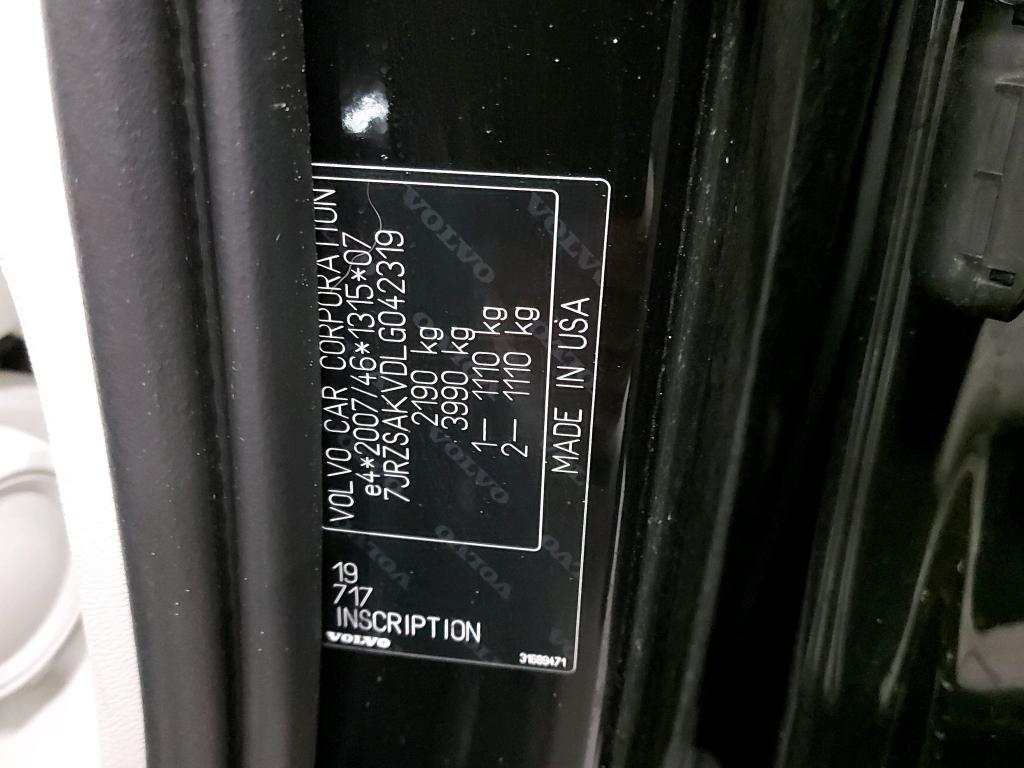 VOLVO CAR CORPORATION
e4*2007/46*1315*07
7JRZSAKVDLG042319
2190 kg
3990 kg
1– 1110 kg
2– 1110 kg
MADE IN USA
19
717
INSCRIPTION
VOLVO
31689471